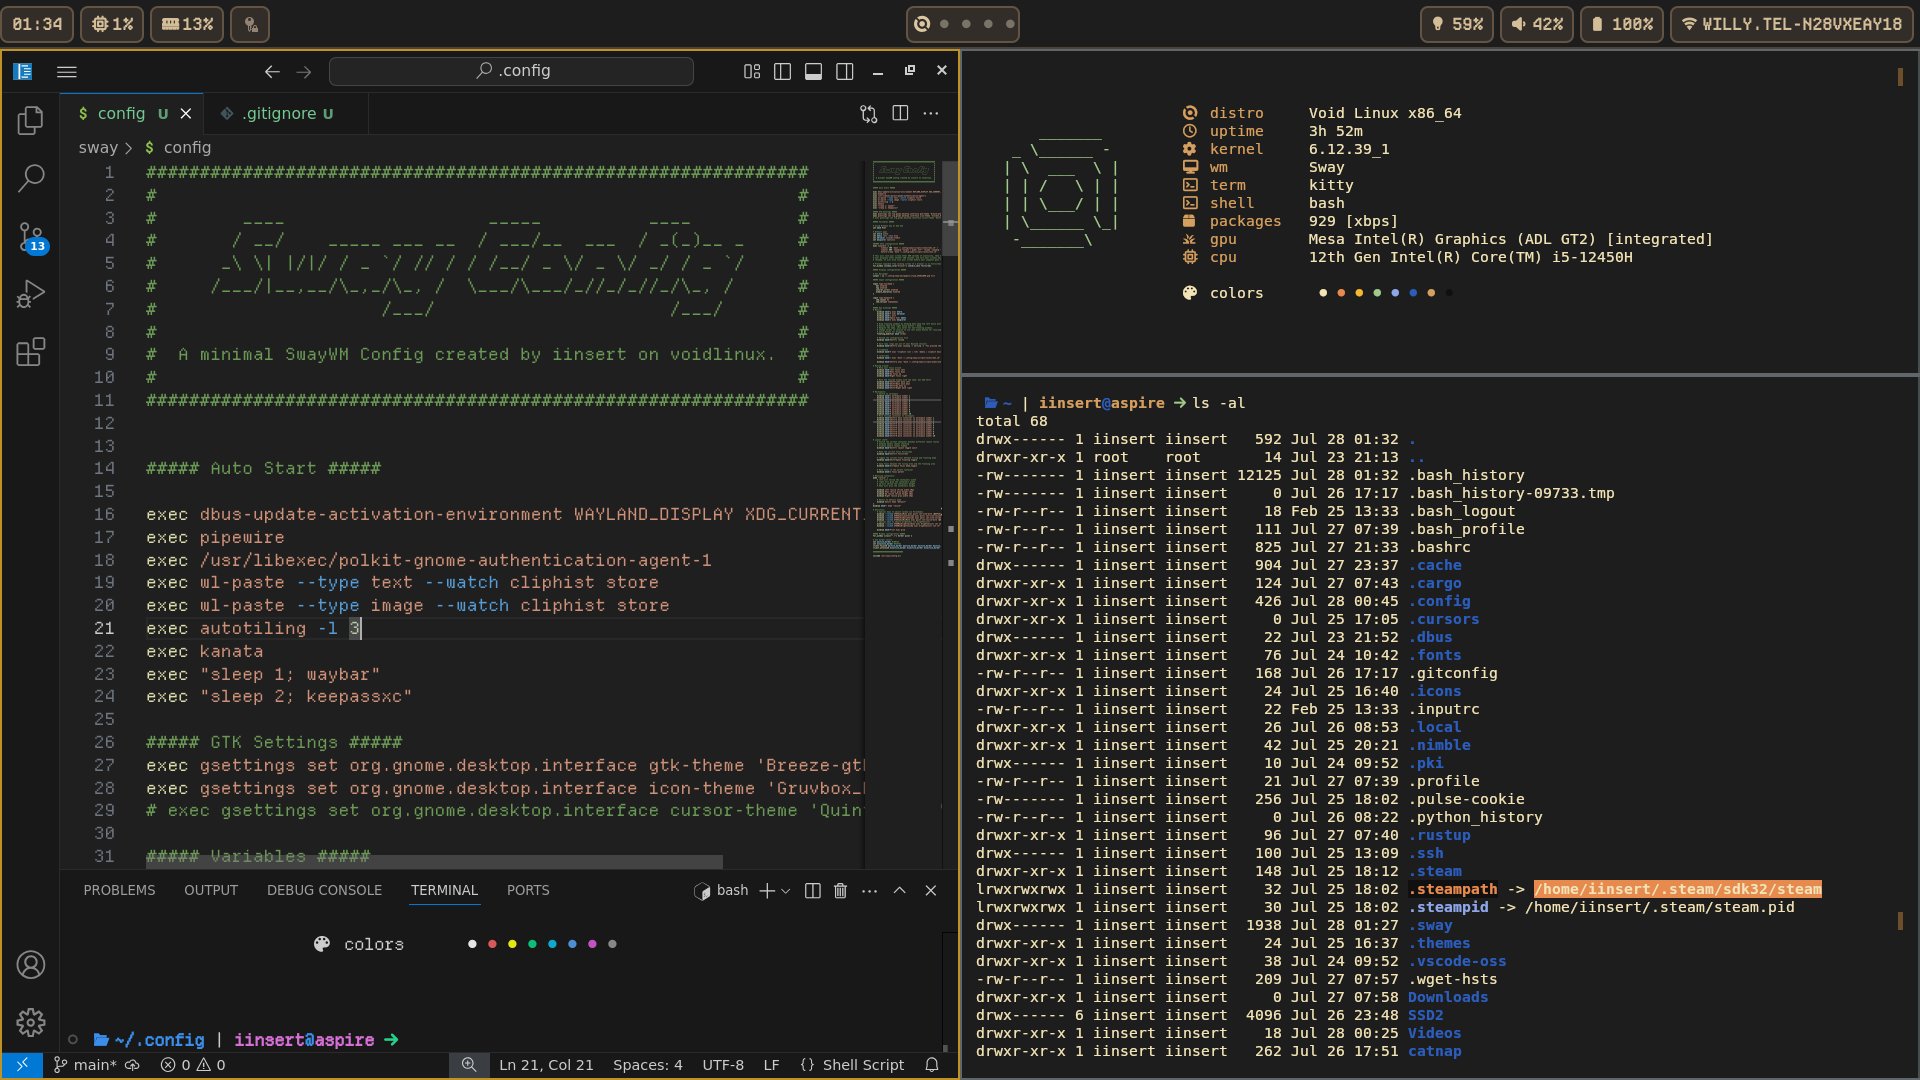 01:34
1%
13%
59%
42%
100%
WILLY.TEL-N28VXEAY18
.config
config U
.gitignore U
sway > $ config
1 ##############################################################
2 # #
3 # ____ _____ ____ #
4 # / __/ _____ ___ __ / ___/__ ___ / _(_)__ _ #
5 # _\ \| |/|/ / _ `/ // / / /__/ _ \/ _ \/ _/ / _ `/ #
6 # /___/|__,__/\_,_/\_, / \___/\___/_//_/_//_/\_, / #
7 # /___/ /___/ #
8 # #
9 # A minimal SwayWM Config created by iinsert on voidlinux. #
10 # #
11 ##############################################################
12
13
14 ##### Auto Start #####
15
16 exec dbus-update-activation-environment WAYLAND_DISPLAY XDG_CURRENT
17 exec pipewire
18 exec /usr/libexec/polkit-gnome-authentication-agent-1
19 exec wl-paste --type text --watch cliphist store
20 exec wl-paste --type image --watch cliphist store
21 exec autotiling -l 3
22 exec kanata
23 exec "sleep 1; waybar"
24 exec "sleep 2; keepassxc"
25
26 ##### GTK Settings #####
27 exec gsettings set org.gnome.desktop.interface gtk-theme 'Breeze-gt
28 exec gsettings set org.gnome.desktop.interface icon-theme 'Gruvbox_
29 # exec gsettings set org.gnome.desktop.interface cursor-theme 'Quin
30
31 ##### Variables #####
13
PROBLEMS OUTPUT DEBUG CONSOLE TERMINAL PORTS
bash
colors
~/.config | iinsert@aspire →
main* 0 0 Ln 21, Col 21 Spaces: 4 UTF-8 LF {} Shell Script
distro Void Linux x86_64
uptime 3h 52m
kernel 6.12.39_1
wm Sway
term kitty
shell bash
packages 929 [xbps]
gpu Mesa Intel(R) Graphics (ADL GT2) [integrated]
cpu 12th Gen Intel(R) Core(TM) i5-12450H
colors
~ | iinsert@aspire → ls -al
total 68
drwx------ 1 iinsert iinsert 592 Jul 28 01:32 .
drwxr-xr-x 1 root root 14 Jul 23 21:13 ..
-rw------- 1 iinsert iinsert 12125 Jul 28 01:32 .bash_history
-rw------- 1 iinsert iinsert 0 Jul 26 17:17 .bash_history-09733.tmp
-rw-r--r-- 1 iinsert iinsert 18 Feb 25 13:33 .bash_logout
-rw-r--r-- 1 iinsert iinsert 111 Jul 27 07:39 .bash_profile
-rw-r--r-- 1 iinsert iinsert 825 Jul 27 21:33 .bashrc
drwx------ 1 iinsert iinsert 904 Jul 27 23:37 .cache
drwxr-xr-x 1 iinsert iinsert 124 Jul 27 07:43 .cargo
drwxr-xr-x 1 iinsert iinsert 426 Jul 28 00:45 .config
drwxr-xr-x 1 iinsert iinsert 0 Jul 25 17:05 .cursors
drwx------ 1 iinsert iinsert 22 Jul 23 21:52 .dbus
drwxr-xr-x 1 iinsert iinsert 76 Jul 24 10:42 .fonts
-rw-r--r-- 1 iinsert iinsert 168 Jul 26 17:17 .gitconfig
drwxr-xr-x 1 iinsert iinsert 24 Jul 25 16:40 .icons
-rw-r--r-- 1 iinsert iinsert 22 Feb 25 13:33 .inputrc
drwxr-xr-x 1 iinsert iinsert 26 Jul 26 08:53 .local
drwxr-xr-x 1 iinsert iinsert 42 Jul 25 20:21 .nimble
drwx------ 1 iinsert iinsert 10 Jul 24 09:52 .pki
-rw-r--r-- 1 iinsert iinsert 21 Jul 27 07:39 .profile
-rw------- 1 iinsert iinsert 256 Jul 25 18:02 .pulse-cookie
-rw-r--r-- 1 iinsert iinsert 0 Jul 26 08:22 .python_history
drwxr-xr-x 1 iinsert iinsert 96 Jul 27 07:40 .rustup
drwx------ 1 iinsert iinsert 100 Jul 25 13:09 .ssh
drwxr-xr-x 1 iinsert iinsert 148 Jul 25 18:12 .steam
lrwxrwxrwx 1 iinsert iinsert 32 Jul 25 18:02 .steampath -> /home/iinsert/.steam/sdk32/steam
lrwxrwxrwx 1 iinsert iinsert 30 Jul 25 18:02 .steampid -> /home/iinsert/.steam/steam.pid
drwxr-xr-x 1 iinsert iinsert 1938 Jul 28 01:27 .sway
drwxr-xr-x 1 iinsert iinsert 24 Jul 25 16:37 .themes
drwxr-xr-x 1 iinsert iinsert 38 Jul 24 09:52 .vscode-oss
-rw-r--r-- 1 iinsert iinsert 209 Jul 27 07:57 .wget-hsts
drwxr-xr-x 1 iinsert iinsert 0 Jul 27 07:58 Downloads
drwx------ 6 iinsert iinsert 4096 Jul 26 23:48 SSD2
drwxr-xr-x 1 iinsert iinsert 18 Jul 28 00:25 Videos
drwxr-xr-x 1 iinsert iinsert 262 Jul 26 17:51 catnap